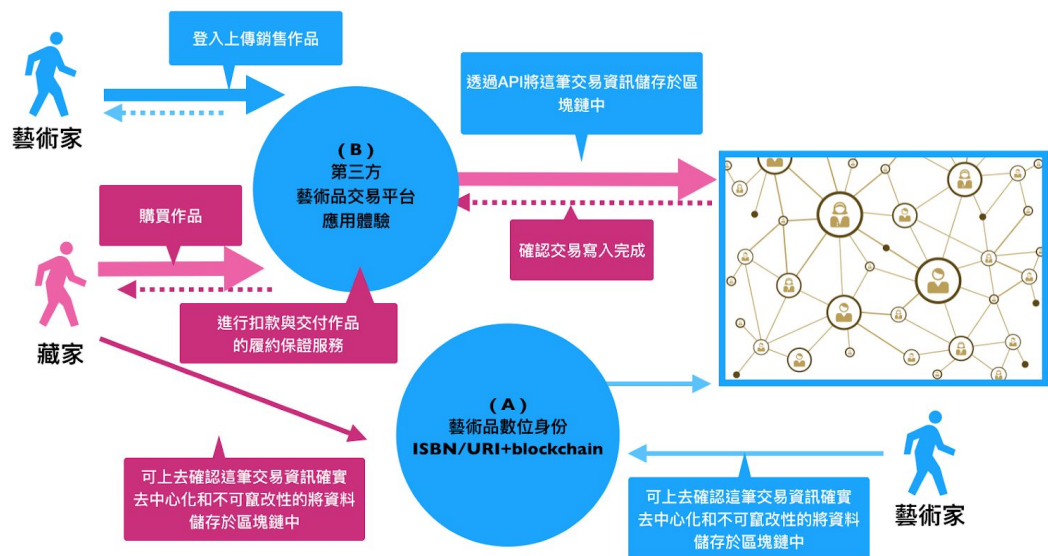 登入上傳銷售作品
藝術家
透過API將這筆交易資訊儲存於區
塊鏈中
(B)
第三方
藝術品交易平台
應用體驗
購買作品
確認交易寫入完成
藏家
進行扣款與交付作品
的履約保證服務
(A)
藝術品數位身份
ISBN/URI+blockchain
可上去確認這筆交易資訊確實
去中心化和不可竄改性的將資料
儲存於區塊鏈中
可上去確認這筆交易資訊確實
去中心化和不可竄改性的將資料
儲存於區塊鏈中
藝術家